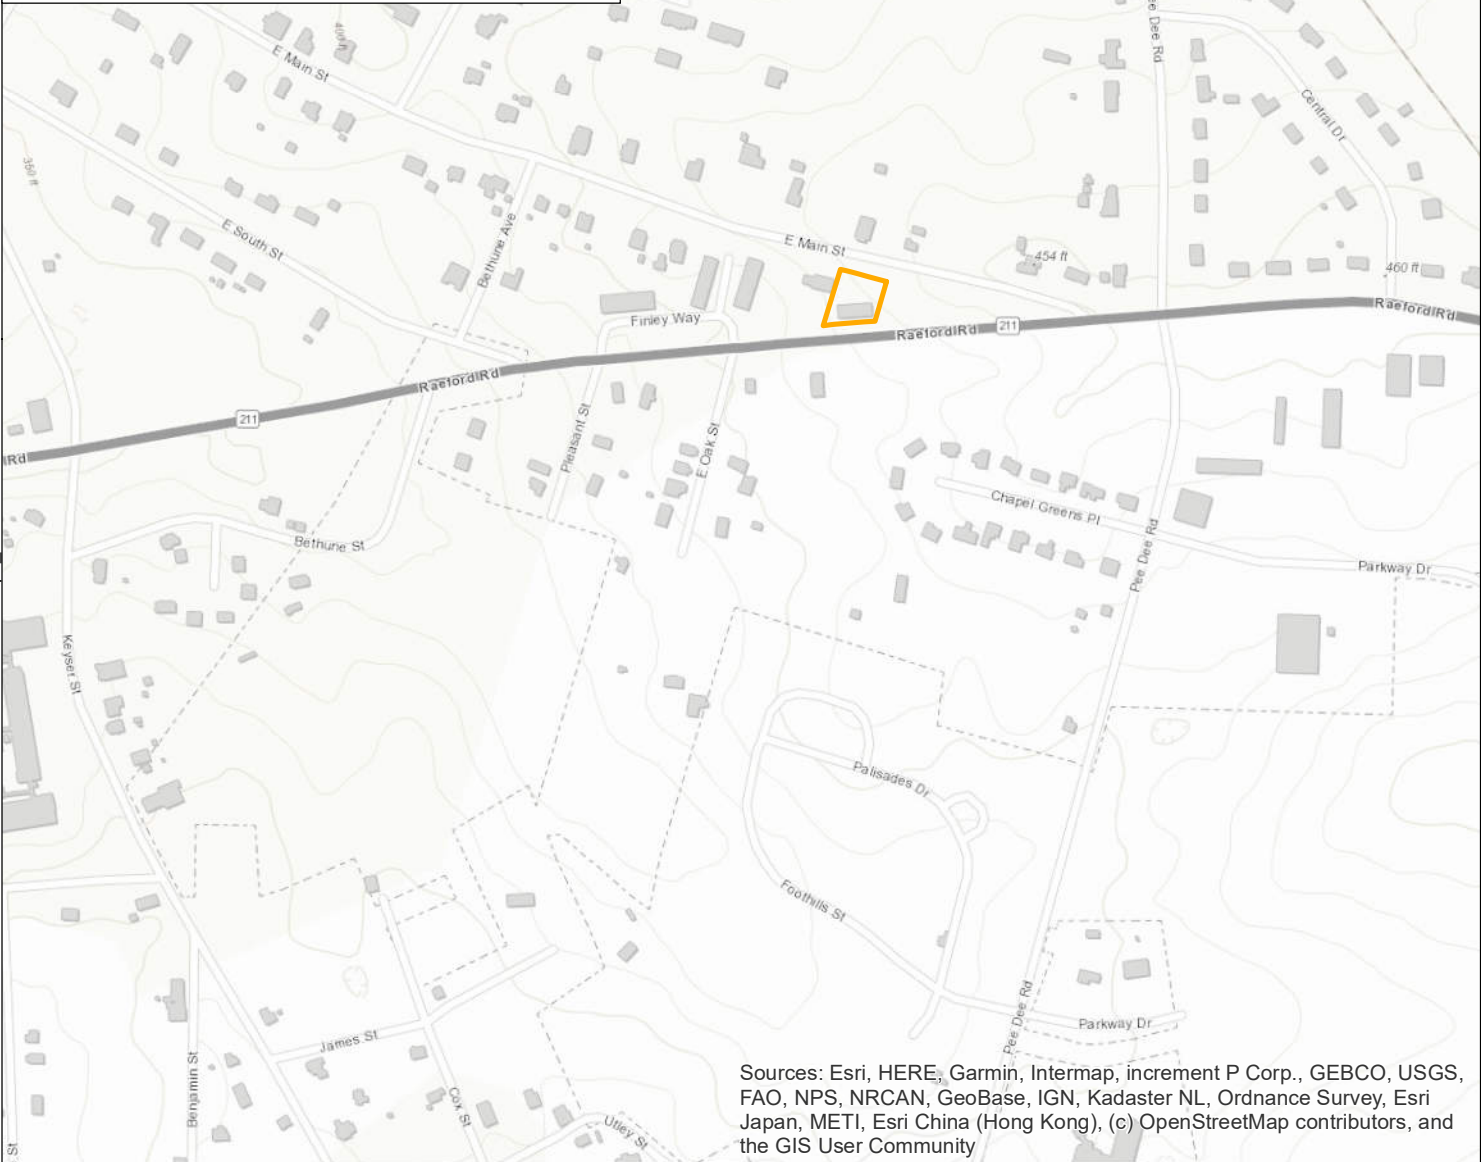 ee Dee Rd
400 ft
E Main St
Central Dr
350 ft
E South St
Bethune Ave
E Main St
454 ft
460 ft
Finley Way
Raeford Rd
211
Raeford Rd
Raeford Rd
211
Rd
Pleasant St
E Oak St
Chapel Greens Pl
Bethune St
Pee Dee Rd
Parkway Dr
Keyser St
Palisades Dr
Foothills St
Pee Dee Rd
Parkway Dr
James St
Benjamin St
Cox St
Utley St
St
Sources: Esri, HERE, Garmin, Intermap, increment P Corp., GEBCO, USGS,
FAO, NPS, NRCAN, GeoBase, IGN, Kadaster NL, Ordnance Survey, Esri
Japan, METI, Esri China (Hong Kong), (c) OpenStreetMap contributors, and
the GIS User Community